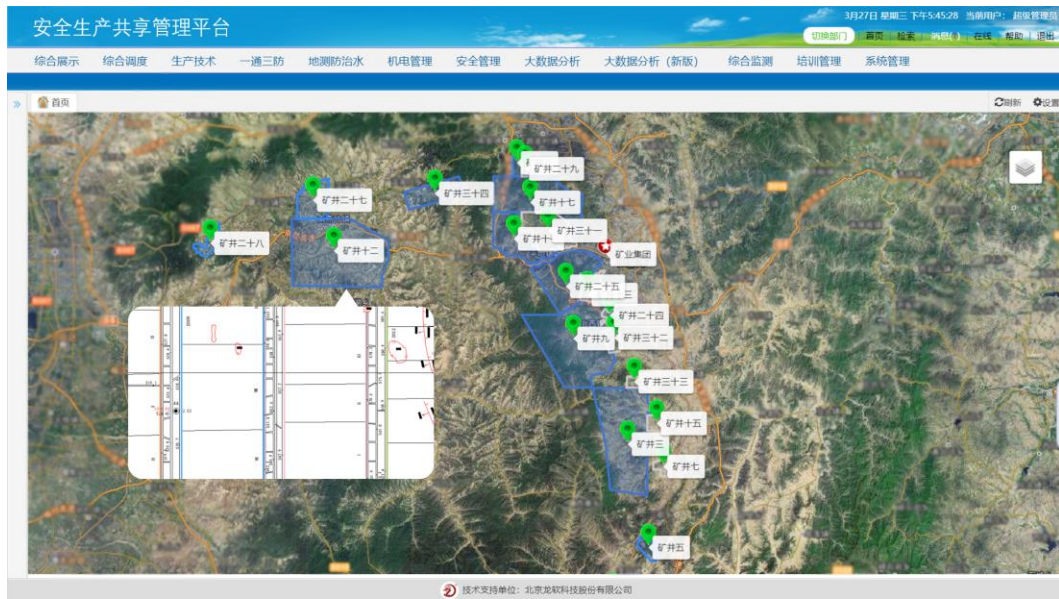 安全生产共享管理平台
3月27日 星期三 下午5:45:28 当前用户: 超级管理员
切换部门 首页 检索 消息(8) 在线 帮助 退出
综合展示 综合调度 生产技术 一通三防 地测防治水 机电管理 安全管理 大数据分析 大数据分析（新版） 综合监测 培训管理 系统管理
首页
刷新 设置
矿井二十九
矿井二十七
矿井三十四
矿井十七
矿井二十八
矿井十二
矿井十
矿井三十一
矿业集团
矿井二十五
三
矿井二十四
矿井九
矿井三十二
矿井三十三
矿井十五
矿井三
矿井七
矿井五
技术支持单位：北京龙软科技股份有限公司